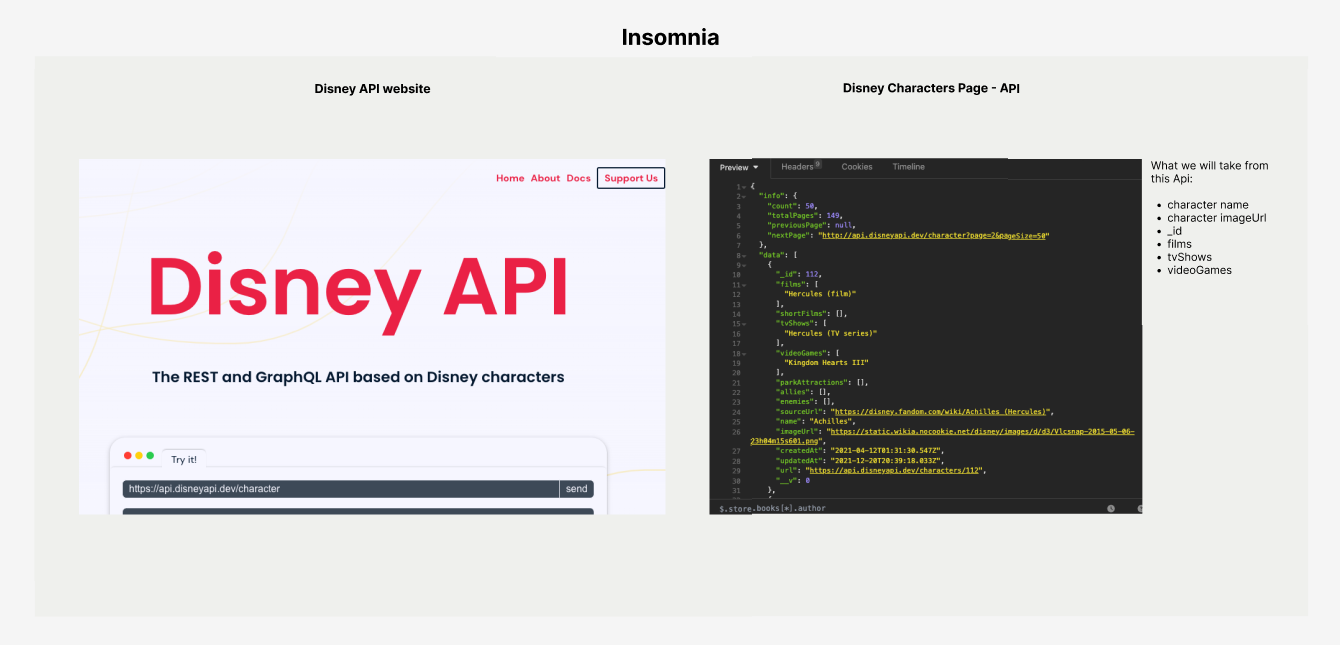 Insomnia
Disney API website
Disney Characters Page - API
Home About Docs Support Us
Disney API
The REST and GraphQL API based on Disney characters
Try it!
https://api.disneyapi.dev/character send
Preview Headers 9 Cookies Timeline
1 {
2 "info": {
3 "count": 50,
4 "totalPages": 149,
5 "previousPage": null,
6 "nextPage": "http://api.disneyapi.dev/character?page=2&pageSize=50"
7 },
8 "data": [
9 {
10 "_id": 112,
11 "films": [
12 "Hercules (film)"
13 ],
14 "shortFilms": [],
15 "tvShows": [
16 "Hercules (TV series)"
17 ],
18 "videoGames": [
19 "Kingdom Hearts III"
20 ],
21 "parkAttractions": [],
22 "allies": [],
23 "enemies": [],
24 "sourceUrl": "https://disney.fandom.com/wiki/Achilles_(Hercules)",
25 "name": "Achilles",
26 "imageUrl": "https://static.wikia.nocookie.net/disney/images/d/d3/Vlcsnap-2015-05-06-
23h04m15s601.png",
27 "createdAt": "2021-04-12T01:31:30.547Z",
28 "updatedAt": "2021-12-20T20:39:18.033Z",
29 "url": "https://api.disneyapi.dev/characters/112",
30 "__v": 0
31 },
$.store.books[*].author
What we will take from
this Api:
• character name
• character imageUrl
• _id
• films
• tvShows
• videoGames